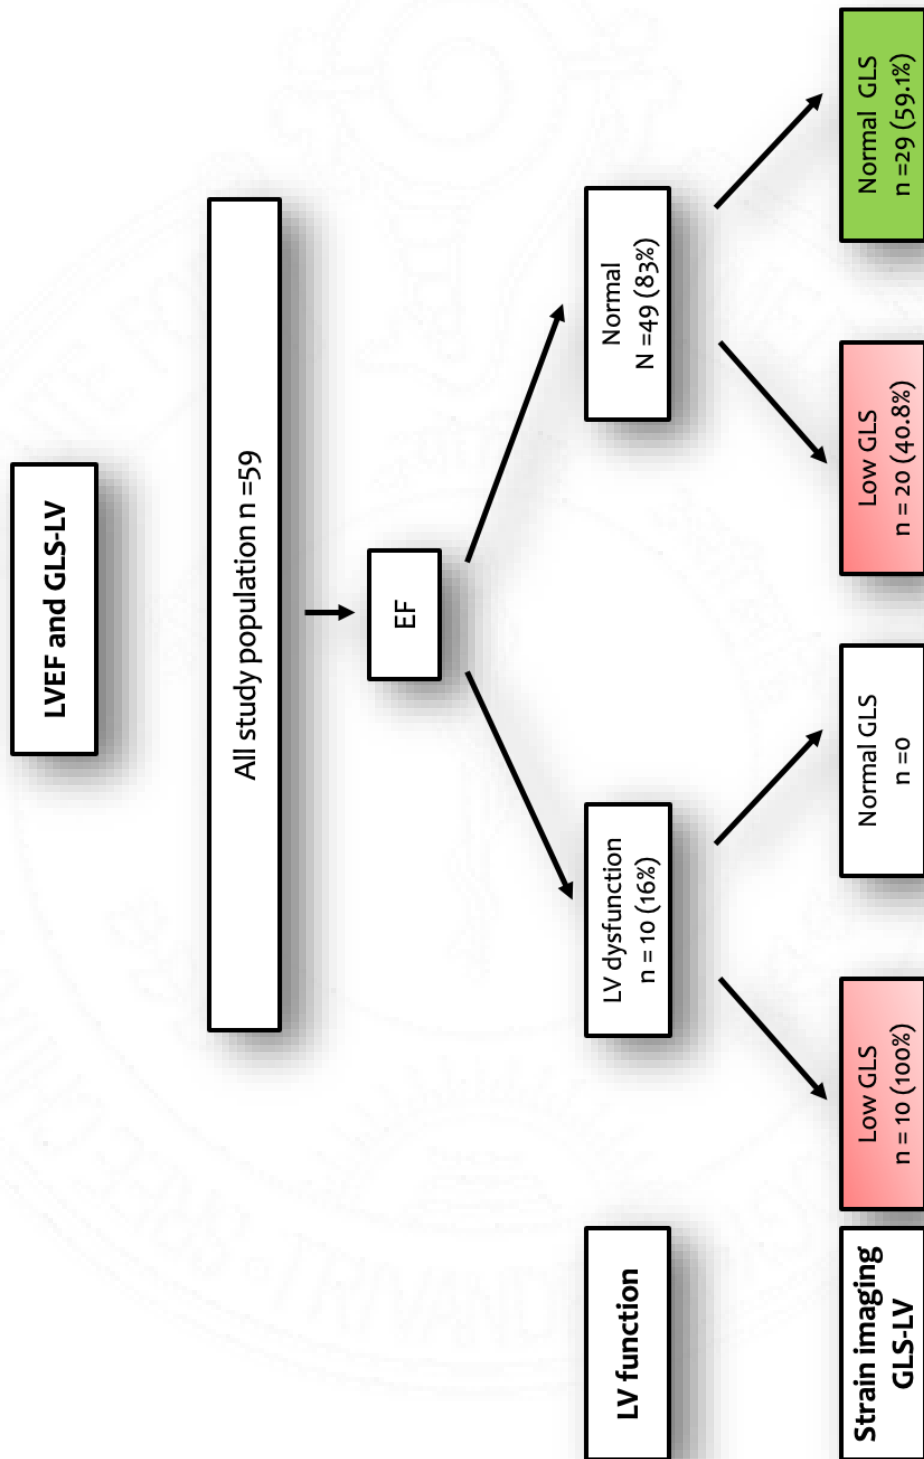 LVEF and GLS-LV
All study population n =59
EF
LV function
LV dysfunction
n = 10 (16%)
Normal
N =49 (83%)
Strain imaging
GLS-LV
Low GLS
n = 10 (100%)
Normal GLS
n =0
Low GLS
n = 20 (40.8%)
Normal  GLS
n =29 (59.1%)